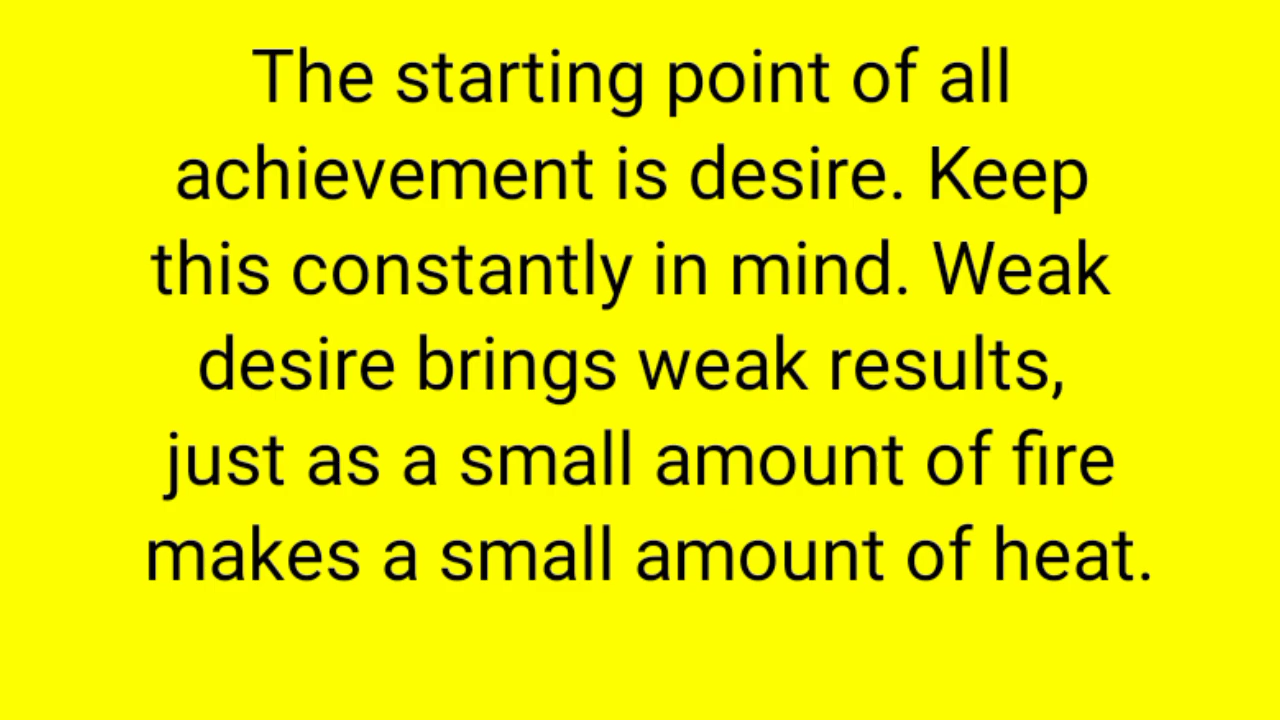 The starting point of all
achievement is desire. Keep
this constantly in mind. Weak
desire brings weak results,
just as a small amount of fire
makes a small amount of heat.